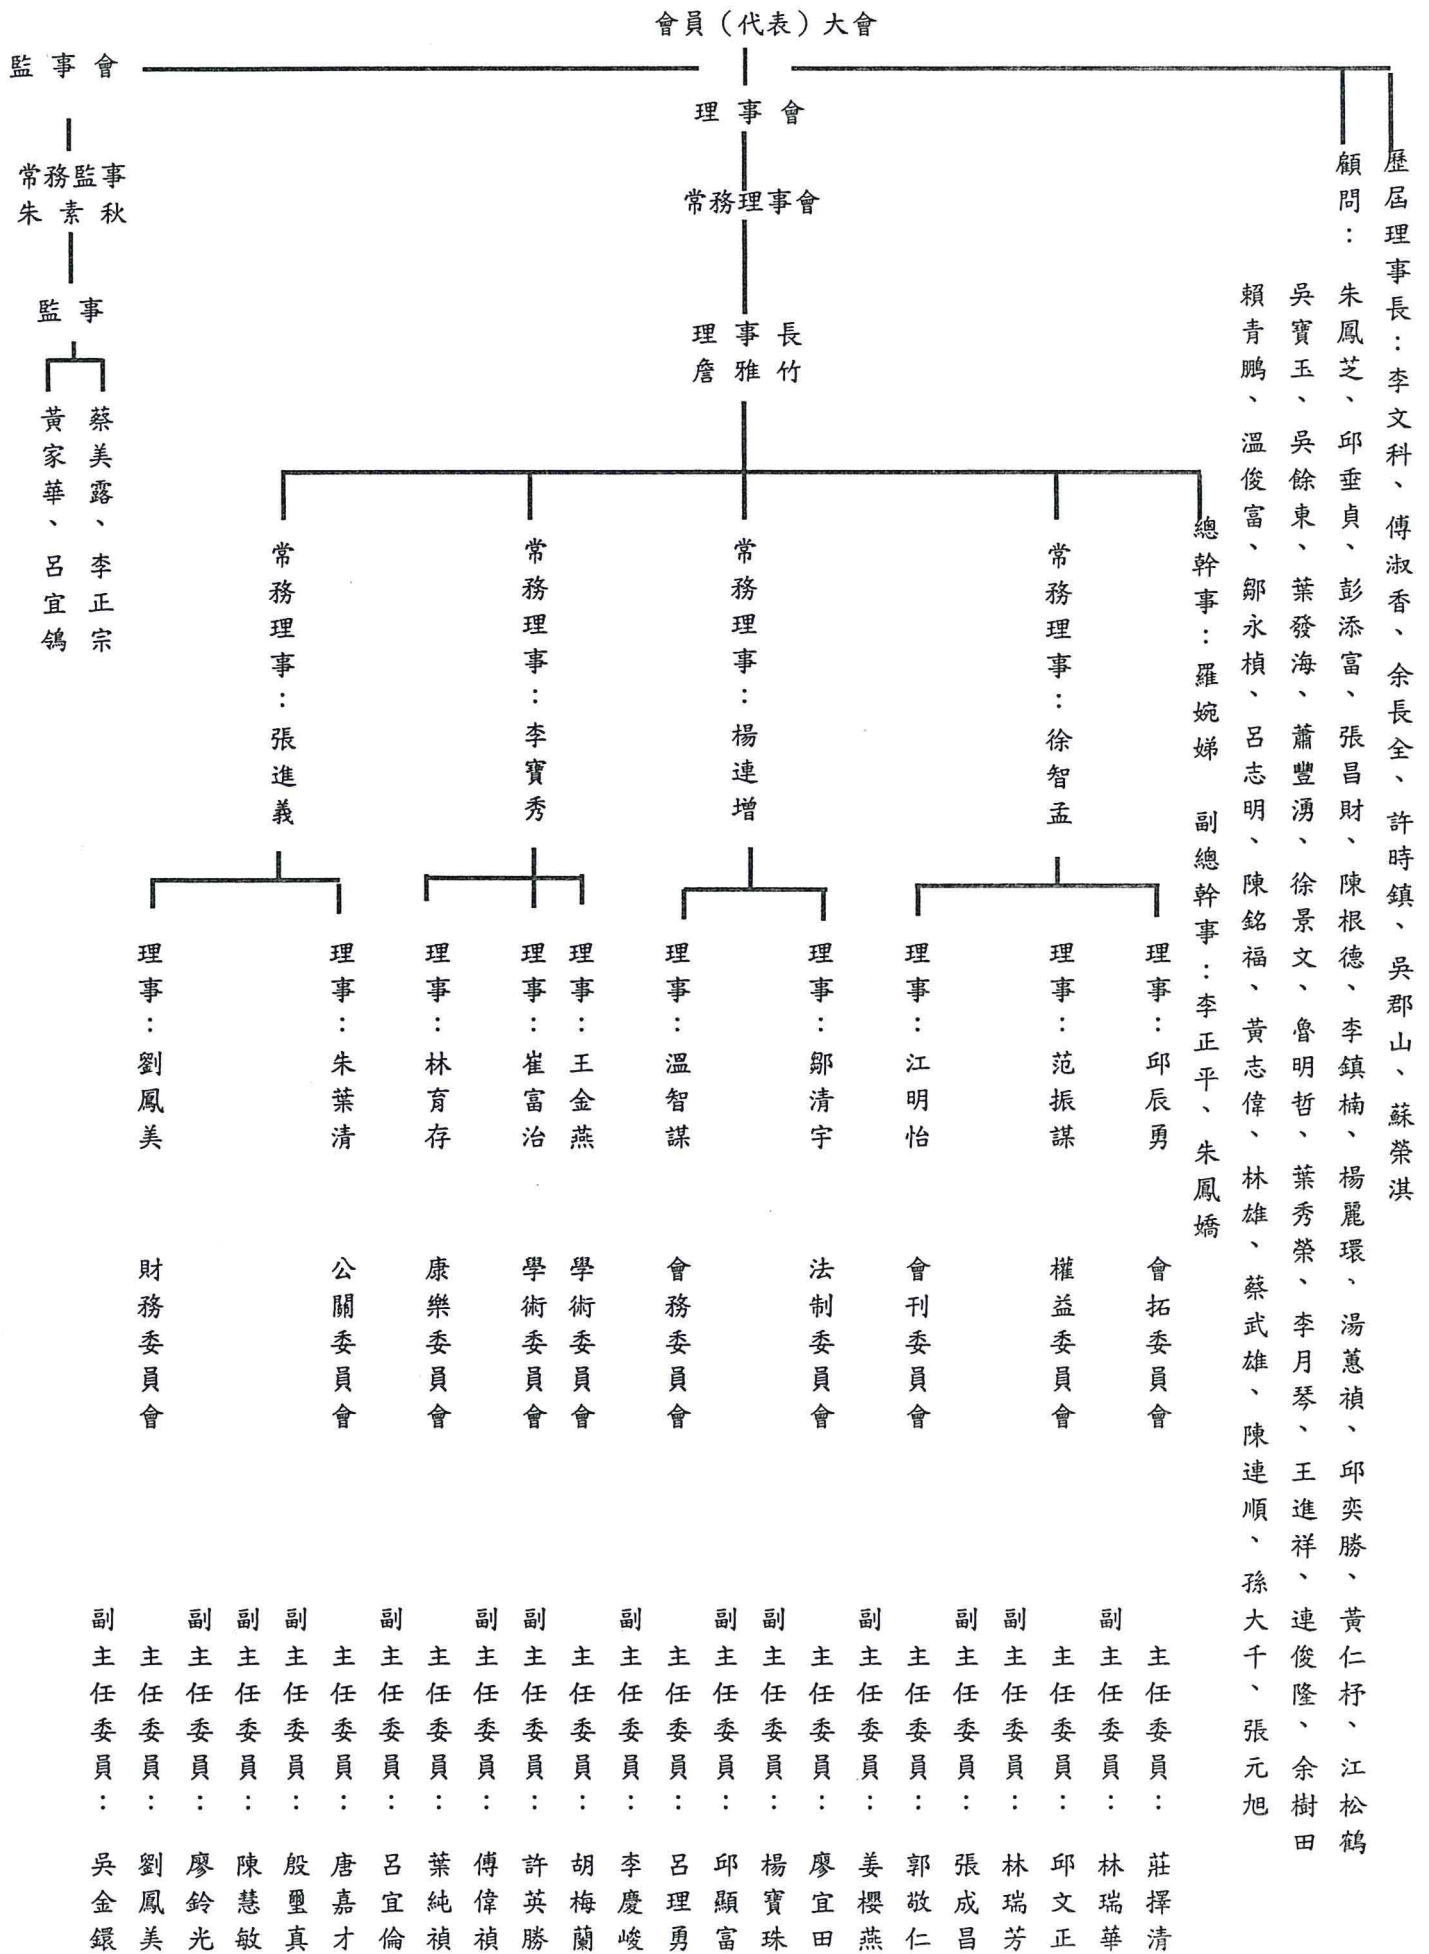 會員（代表）大會
監事會
理事會
常務監事
朱素秋
常務理事會
監事
理事長
詹雅竹
歷屆理事長：李文科、傅淑香、余長全、許時鎮、吳郡山、蘇榮淇
顧問：朱鳳芝、邱垂貞、彭添富、張昌財、陳根德、李鎮楠、楊麗環、湯蕙禎、邱奕勝、黃仁杼、江松鶴
吳寶玉、吳餘東、葉發海、蕭豐湧、徐景文、魯明哲、葉秀榮、李月琴、王進祥、連俊隆、余樹田
賴青鵬、溫俊富、鄒永楨、呂志明、陳銘福、黃志偉、林雄、蔡武雄、陳連順、孫大千、張元旭
蔡美露、李正宗
黃家華、呂宜鴒
總幹事：羅婉娣　副總幹事：李正平、朱鳳嬌
常務理事：徐智孟
常務理事：楊連增
常務理事：李寶秀
常務理事：張進義
理事：邱辰勇
理事：范振謀
理事：江明怡
理事：鄒清宇
理事：溫智謀
理事：王金燕
理事：崔富治
理事：林育存
理事：朱葉清
理事：劉鳳美
會拓委員會
權益委員會
會刊委員會
法制委員會
會務委員會
學術委員會
學術委員會
康樂委員會
公關委員會
財務委員會
主任委員：莊擇清
副主任委員：林瑞華
主任委員：邱文正
副主任委員：林瑞芳
副主任委員：張成昌
主任委員：郭敬仁
副主任委員：姜櫻燕
主任委員：廖宜田
副主任委員：楊寶珠
副主任委員：邱顯富
主任委員：呂理勇
副主任委員：李慶峻
主任委員：胡梅蘭
副主任委員：許英勝
副主任委員：傅偉禎
主任委員：葉純禎
副主任委員：呂宜倫
主任委員：唐嘉才
副主任委員：殷璽真
副主任委員：陳慧敏
副主任委員：廖鈴光
主任委員：劉鳳美
副主任委員：吳金鐶